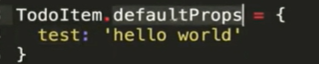 TodoItem.defaultProps = {
test: 'hello world'
}